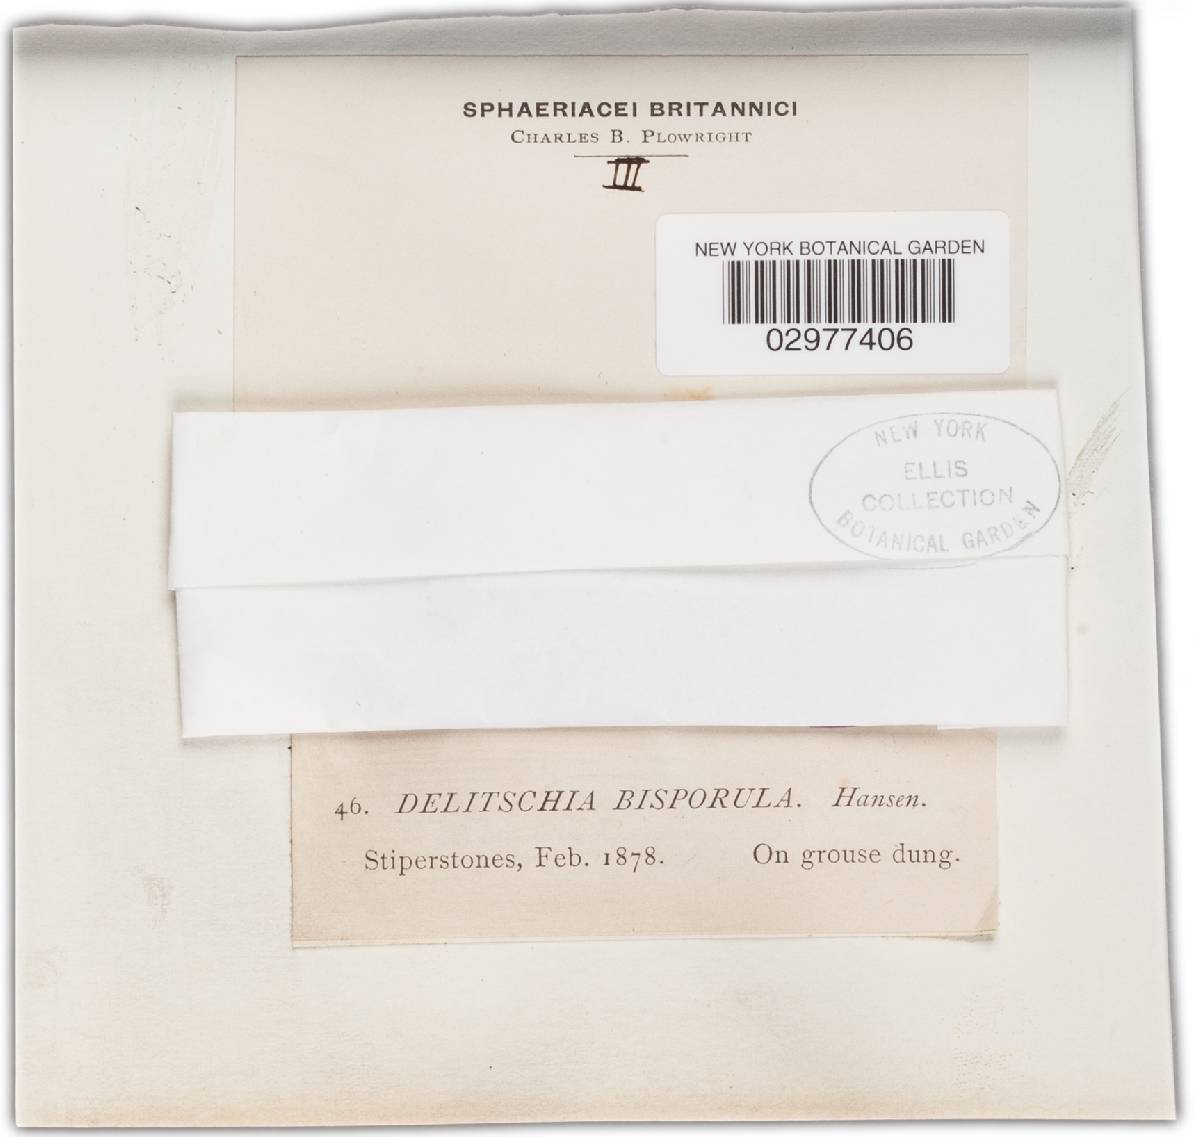 SPHAERIACEI BRITANNICI
CHARLES B. PLOWRIGHT
III
NEW YORK BOTANICAL GARDEN
02977406
NEW YORK
ELLIS
COLLECTION
BOTANICAL GARDEN
46. DELITSCHIA BISPORULA. Hansen.
Stiperstones, Feb. 1878. On grouse dung.